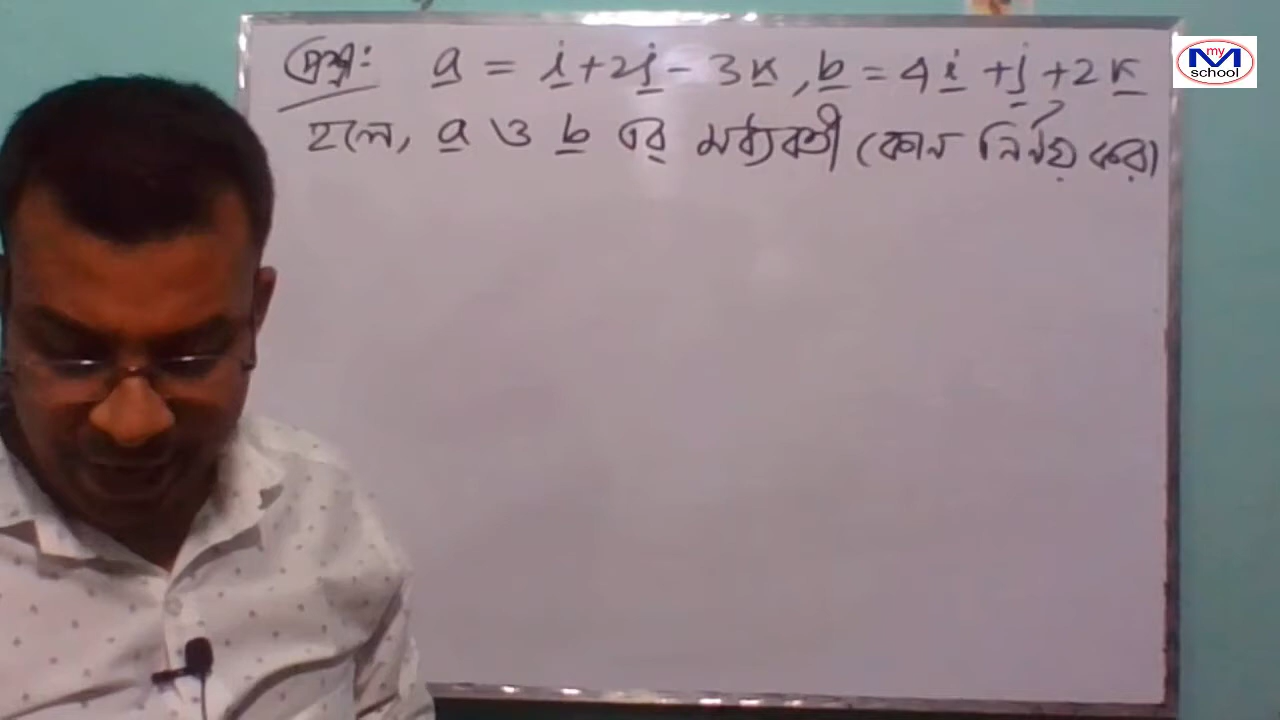 প্রশ্ন: a = i + 2j - 3k , b = 4i + j + 2k
হলে, a ও b এর মধ্যবর্তী কোন নির্ণয় কর।
my
M
school